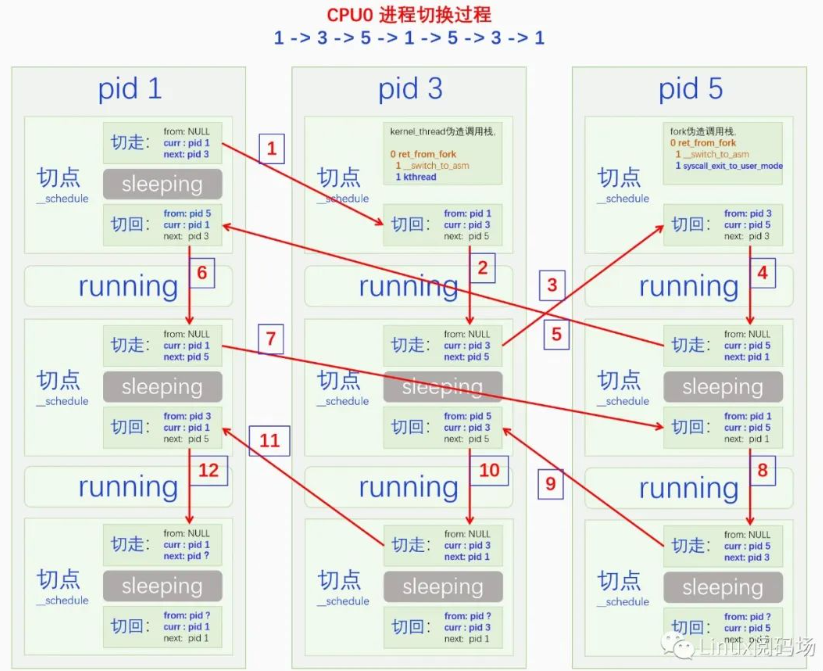 CPU0 进程切换过程
1 -> 3 -> 5 -> 1 -> 5 -> 3 -> 1
pid 1
切点
__schedule
切走:
from: NULL
curr : pid 1
next: pid 3
sleeping
切回:
from: pid 5
curr : pid 1
next: pid 3
running
切点
__schedule
切走:
from: NULL
curr : pid 1
next: pid 5
sleeping
切回:
from: pid 3
curr : pid 1
next: pid 5
running
切点
__schedule
切走:
from: NULL
curr : pid 1
next: pid ?
sleeping
切回:
from: pid ?
curr : pid 1
next: pid 1
pid 3
kernel_thread伪造调用栈,
0 ret_from_fork
1 __switch_to_asm
1 kthread
切点
__schedule
切回:
from: pid 1
curr : pid 3
next: pid 5
running
切点
__schedule
切走:
from: NULL
curr : pid 3
next: pid 5
sleeping
切回:
from: pid 5
curr : pid 3
next: pid 5
running
切点
__schedule
切走:
from: NULL
curr : pid 3
next: pid 1
sleeping
切回:
from: pid ?
curr : pid 3
next: pid 1
pid 5
fork伪造调用栈,
0 ret_from_fork
1 __switch_to_asm
1 syscall_exit_to_user_mode
切点
__schedule
切回:
from: pid 3
curr : pid 5
next: pid 3
running
切点
__schedule
切走:
from: NULL
curr : pid 5
next: pid 1
sleeping
切回:
from: pid 1
curr : pid 5
next: pid 1
running
切点
__schedule
切走:
from: NULL
curr : pid 5
next: pid 3
sleeping
切回:
from: pid ?
curr : pid 5
1
2
3
4
5
6
7
8
9
10
11
12
Linux阅码场